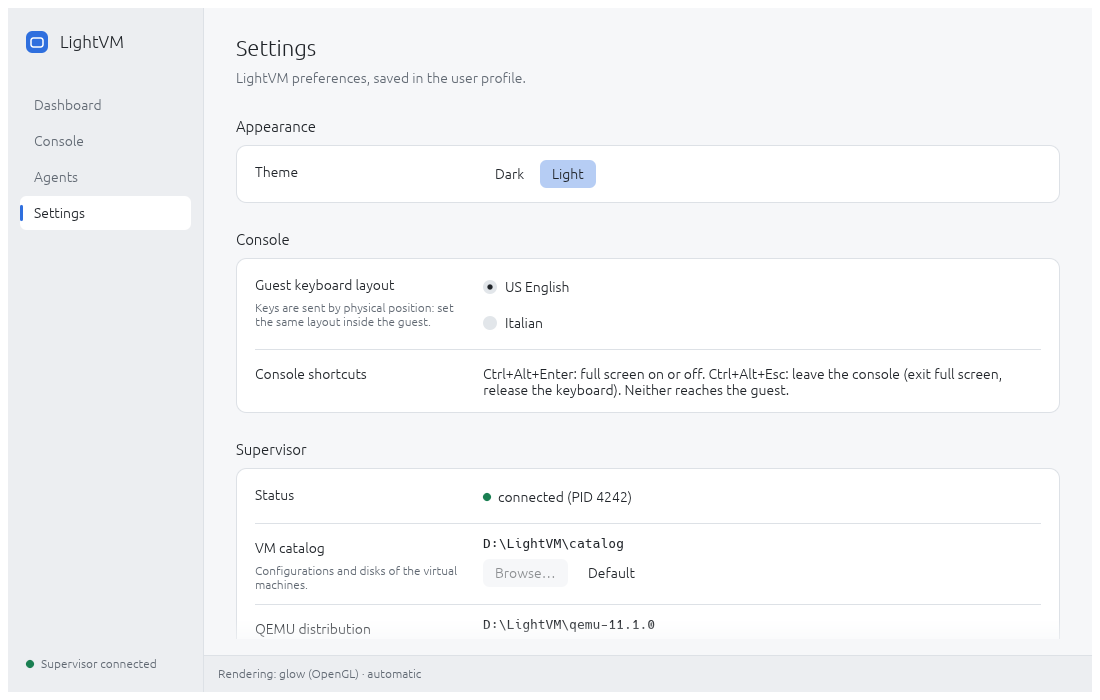 LightVM
Dashboard
Console
Agents
Settings
Supervisor connected
Settings
LightVM preferences, saved in the user profile.
Appearance
Theme
Dark
Light
Console
Guest keyboard layout
Keys are sent by physical position: set
the same layout inside the guest.
US English
Italian
Console shortcuts
Ctrl+Alt+Enter: full screen on or off. Ctrl+Alt+Esc: leave the console (exit full screen,
release the keyboard). Neither reaches the guest.
Supervisor
Status
connected (PID 4242)
VM catalog
Configurations and disks of the virtual
machines.
D:\LightVM\catalog
Browse…
Default
QEMU distribution
D:\LightVM\qemu-11.1.0
Rendering: glow (OpenGL) · automatic